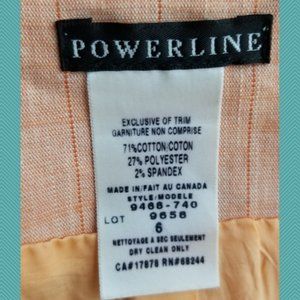 POWERLINE
EXCLUSIVE OF TRIM
GARNITURE NON COMPRISE
71%COTTON/COTON
27% POLYESTER
2% SPANDEX
MADE IN/FAIT AU CANADA
STYLE/MODELE
9468-740
LOT 9656
6
NETTOYAGE A SEC SEULEMENT
DRY CLEAN ONLY
CA#17878 RN#68244